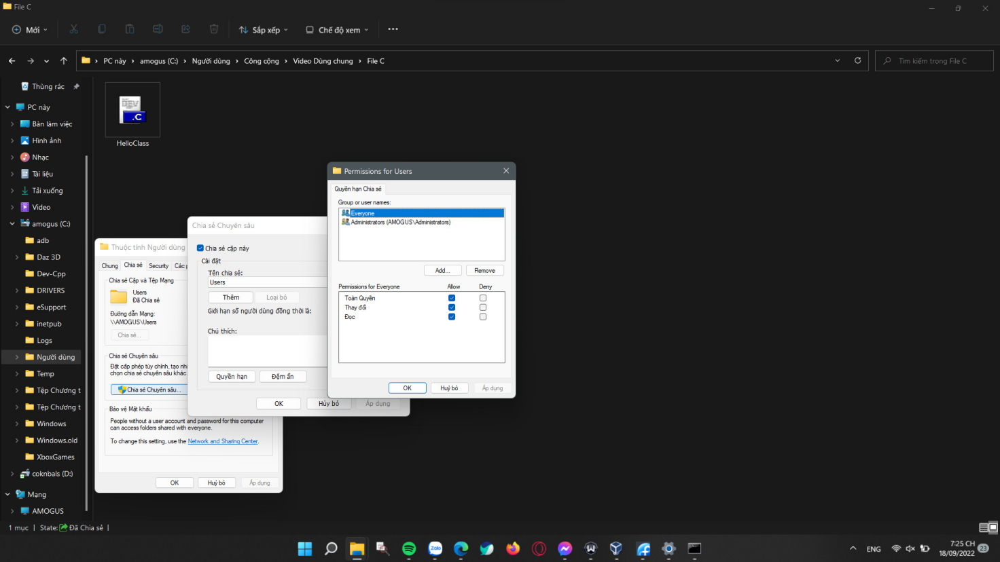 File C
Mới
Sắp xếp
Chế độ xem
PC này > amogus (C:) > Người dùng > Công cộng > Video Dùng chung > File C
Tìm kiếm trong File C
Thùng rác
PC này
Bàn làm việc
Hình ảnh
Nhạc
Tài liệu
Tải xuống
Video
amogus (C:)
adb
Daz 3D
Dev-Cpp
DRIVERS
eSupport
inetpub
Logs
Người dùng
Temp
Tệp Chương t
Tệp Chương t
Windows
Windows.old
XboxGames
coknbals (D:)
Mạng
AMOGUS
DEV
.C
HelloClass
Thuộc tính Người dùng
Chung
Chia sẻ
Security
Các p
Chia sẻ Cặp và Tệp Mạng
Users
Đã Chia sẻ
Đường dẫn Mạng:
\\AMOGUS\Users
Chia sẻ...
Chia sẻ Chuyên sâu
Đặt cấp phép tùy chỉnh, tạo nhi
chọn chia sẻ chuyên sâu khác.
Chia sẻ Chuyên sâu...
Bảo vệ Mật khẩu
People without a user account and password for this computer
can access folders shared with everyone.
To change this setting, use the Network and Sharing Center.
OK
Huỷ bỏ
Áp dụng
Chia sẻ Chuyên sâu
Chia sẻ cặp này
Cài đặt
Tên chia sẻ:
Users
Thêm
Loại bỏ
Giới hạn số người dùng đồng thời là:
Chú thích:
Quyền hạn
Đệm ẩn
OK
Hủy bỏ
Áp dụng
Permissions for Users
Quyền hạn Chia sẻ
Group or user names:
Everyone
Administrators (AMOGUS\Administrators)
Add...
Remove
Permissions for Everyone
Allow
Deny
Toàn Quyền
Thay đổi
Đọc
OK
Huỷ bỏ
Áp dụng
1 mục
State: Đã Chia sẻ
Zalo
ENG
7:25 CH
18/09/2022
23